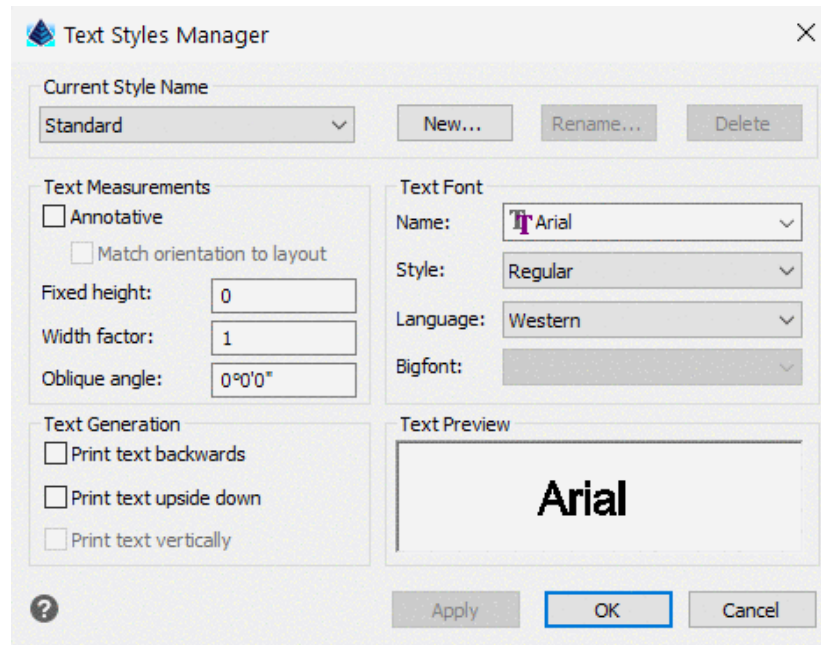 Text Styles Manager
Current Style Name
Standard
New...
Rename...
Delete
Text Measurements
Annotative
Match orientation to layout
Fixed height: 0
Width factor: 1
Oblique angle: 0°0'0"
Text Font
Name: TT Arial
Style: Regular
Language: Western
Bigfont:
Text Generation
Print text backwards
Print text upside down
Print text vertically
Text Preview
Arial
?
Apply
OK
Cancel